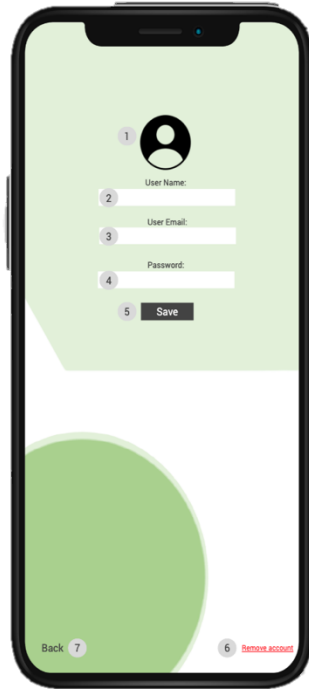 1
User Name:
2
User Email:
3
Password:
4
5 Save
Back 7 6 Remove account